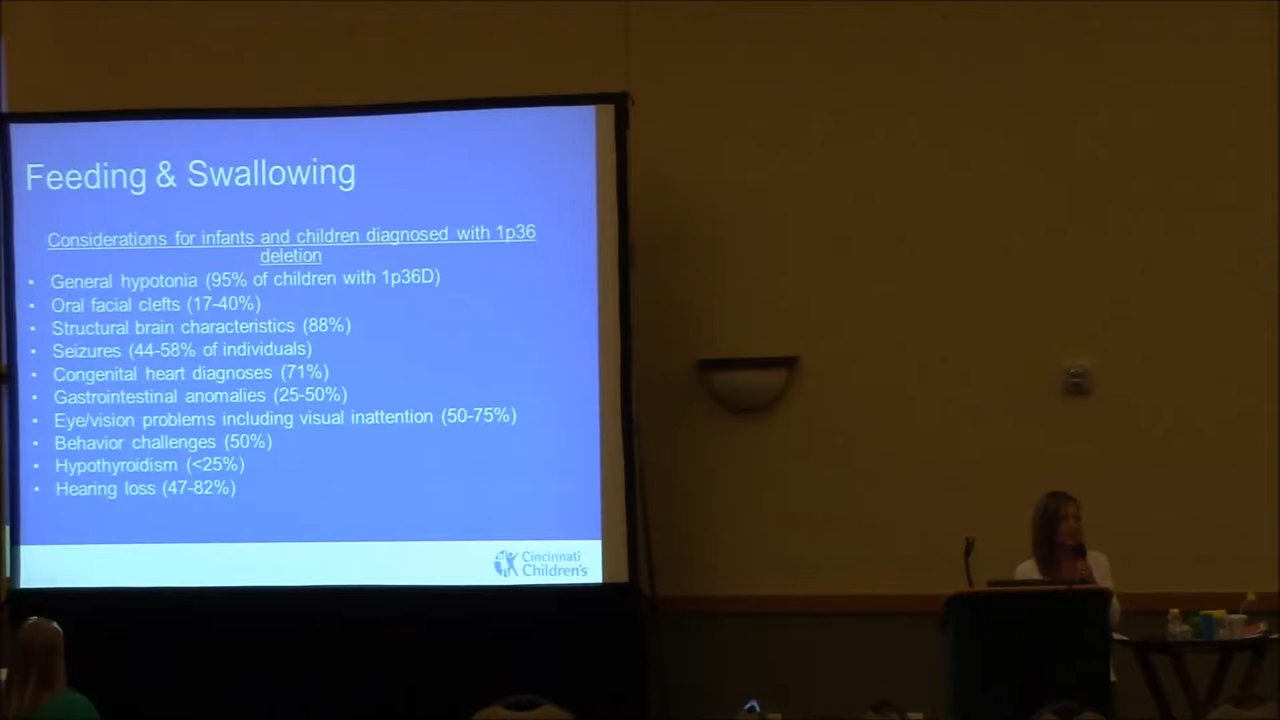 Feeding & Swallowing
Considerations for infants and children diagnosed with 1p36
deletion
• General hypotonia (95% of children with 1p36D)
• Oral facial clefts (17-40%)
• Structural brain characteristics (88%)
• Seizures (44-58% of individuals)
• Congenital heart diagnoses (71%)
• Gastrointestinal anomalies (25-50%)
• Eye/vision problems including visual inattention (50-75%)
• Behavior challenges (50%)
• Hypothyroidism (<25%)
• Hearing loss (47-82%)
Cincinnati
Children's